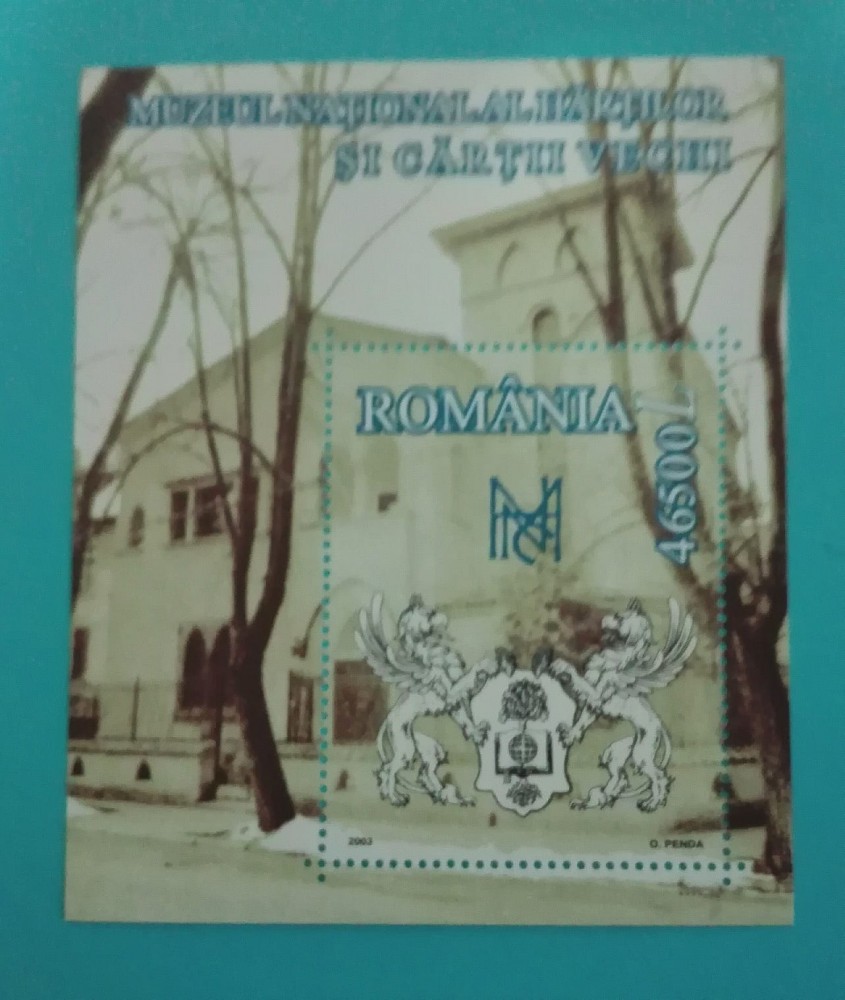 MUZEUL NAȚIONAL AL HĂRȚILOR
ȘI CĂRȚII VECHI
ROMÂNIA
46500 L
2003
O. PENDA